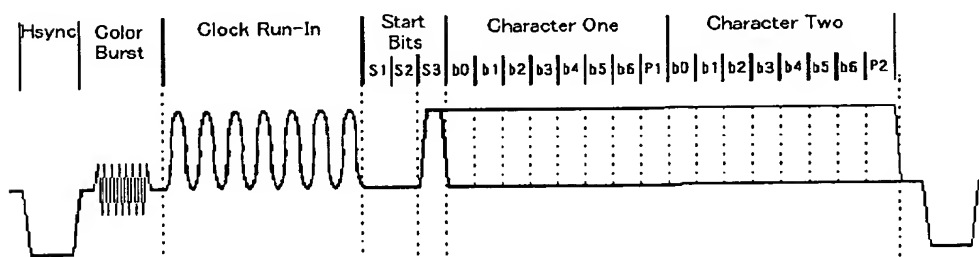 Hsync
Color
Burst
Clock Run-In
Start
Bits
Character One
Character Two
S1 S2 S3 b0 b1 b2 b3 b4 b5 b6 P1 b0 b1 b2 b3 b4 b5 b6 P2